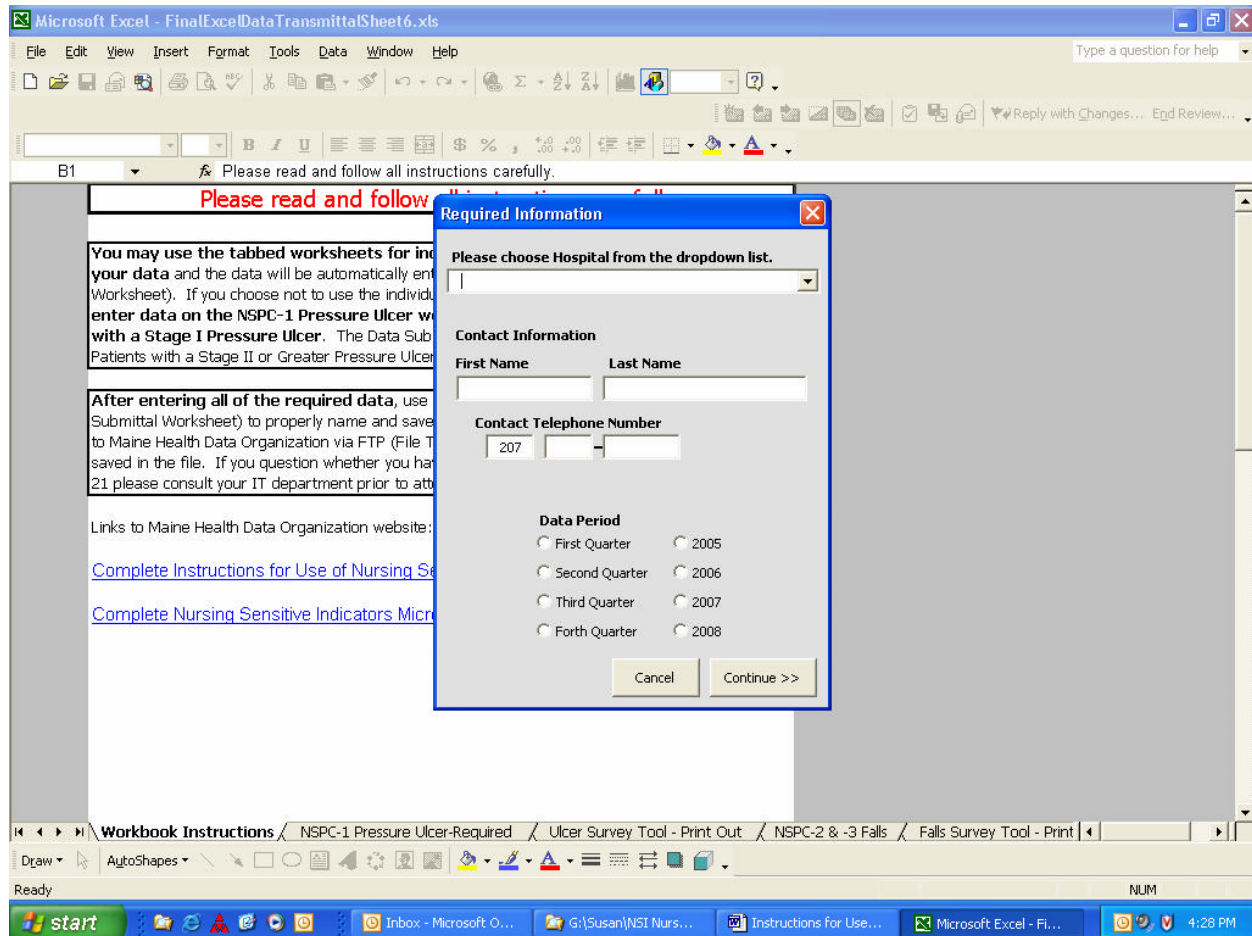 Microsoft Excel - FinalExcelDataTransmittalSheet6.xls
File Edit View Insert Format Tools Data Window Help
Type a question for help
Reply with Changes... End Review...
B I U $ % ,
B1 fx Please read and follow all instructions carefully.
Please read and follow
You may use the tabbed worksheets for
your data and the data will be automatically
Worksheet). If you choose not to use the
enter data on the NSPC-1 Pressure Ulcer
with a Stage I Pressure Ulcer. The Data Sub
Patients with a Stage II or Greater Pressure Ulcer
After entering all of the required data, use
Submittal Worksheet) to properly name and save
to Maine Health Data Organization via FTP (File T
saved in the file. If you question whether you
21 please consult your IT department prior to
Links to Maine Health Data Organization website:
Complete Instructions for Use of Nursing Se
Complete Nursing Sensitive Indicators Micr
Required Information
Please choose Hospital from the dropdown list.
Contact Information
First Name Last Name
Contact Telephone Number
207 –
Data Period
First Quarter 2005
Second Quarter 2006
Third Quarter 2007
Forth Quarter 2008
Cancel Continue >>
Workbook Instructions NSPC-1 Pressure Ulcer-Required Ulcer Survey Tool - Print Out NSPC-2 & -3 Falls Falls Survey Tool - Print
Draw AutoShapes
Ready NUM
start Inbox - Microsoft O... G:\Susan\NSI Nurs... Instructions for Use... Microsoft Excel - Fi... 4:28 PM